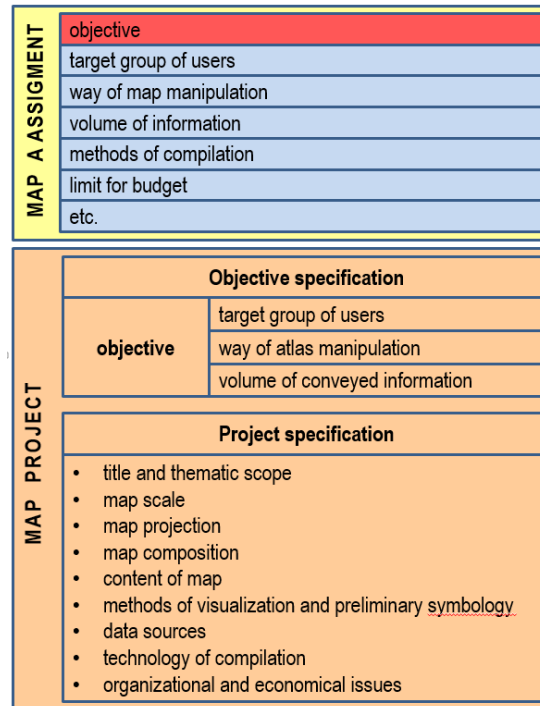 MAP A ASSIGMENT
objective
target group of users
way of map manipulation
volume of information
methods of compilation
limit for budget
etc.
MAP PROJECT
Objective specification
objective
target group of users
way of atlas manipulation
volume of conveyed information
Project specification
• title and thematic scope
• map scale
• map projection
• map composition
• content of map
• methods of visualization and preliminary symbology
• data sources
• technology of compilation
• organizational and economical issues